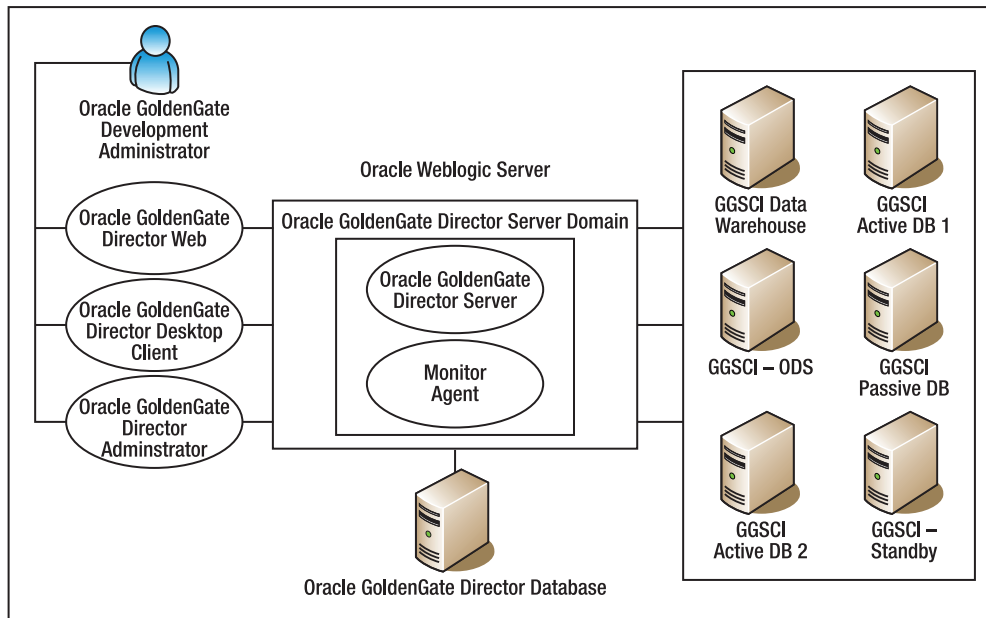 Oracle GoldenGate
Development
Administrator
Oracle GoldenGate
Director Web
Oracle GoldenGate
Director Desktop
Client
Oracle GoldenGate
Director
Adminstrator
Oracle Weblogic Server
Oracle GoldenGate Director Server Domain
Oracle GoldenGate
Director Server
Monitor
Agent
Oracle GoldenGate Director Database
GGSCI Data
Warehouse
GGSCI
Active DB 1
GGSCI – ODS
GGSCI
Passive DB
GGSCI
Active DB 2
GGSCI –
Standby